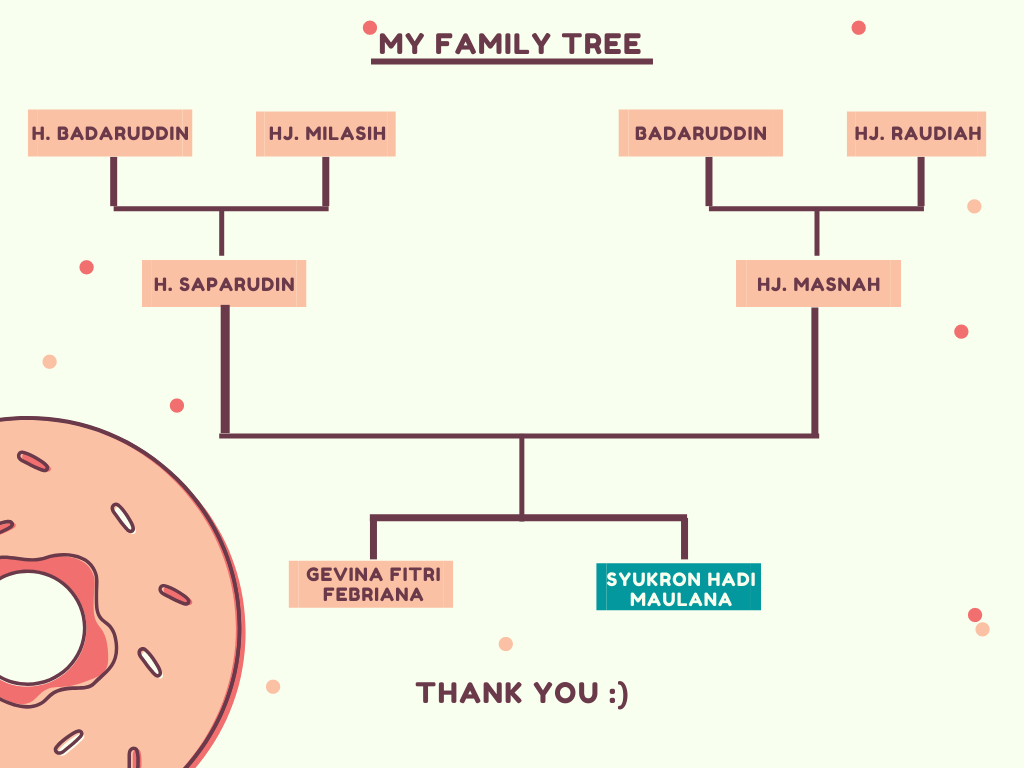 MY FAMILY TREE
H. BADARUDDIN
HJ. MILASIH
BADARUDDIN
HJ. RAUDIAH
H. SAPARUDIN
HJ. MASNAH
GEVINA FITRI
FEBRIANA
SYUKRON HADI
MAULANA
THANK YOU :)